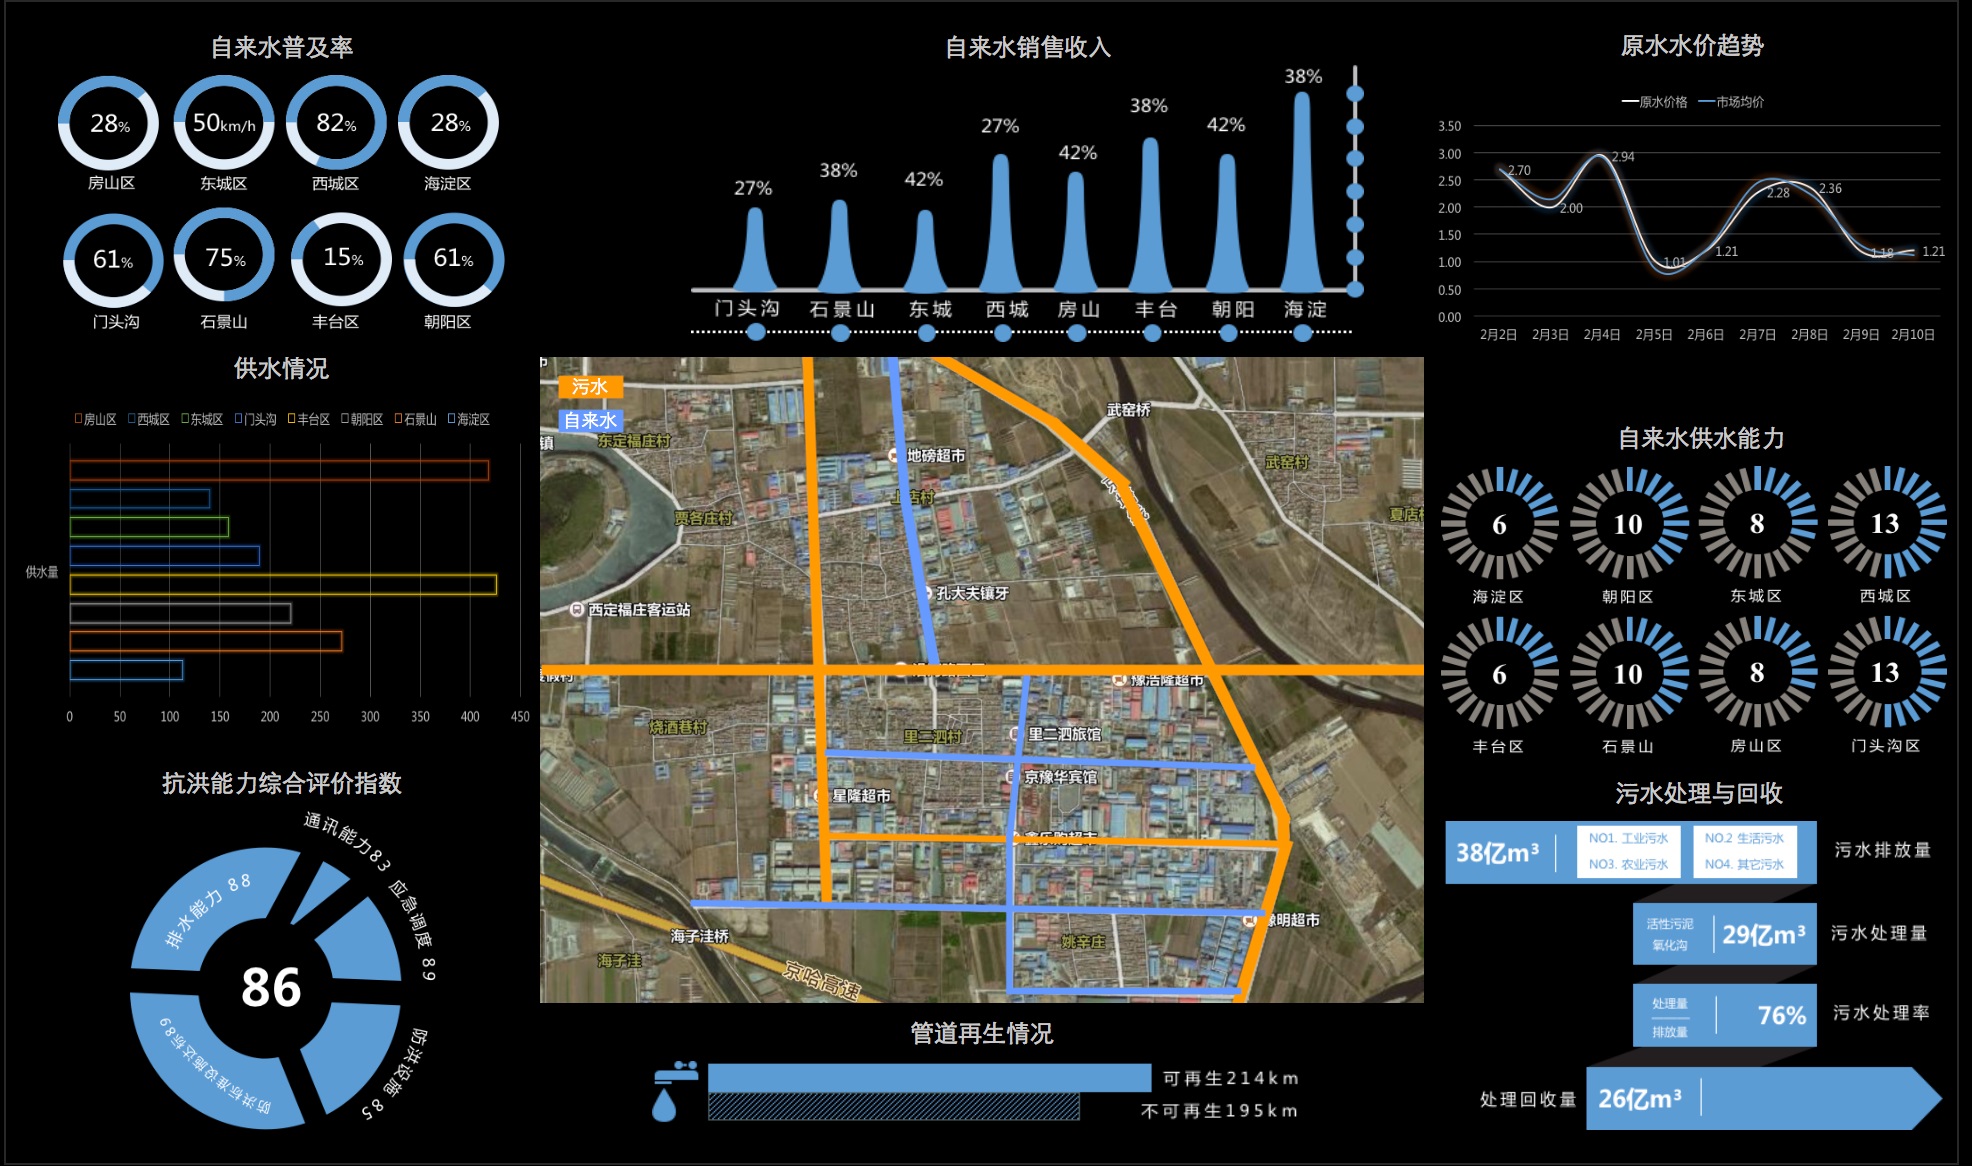 自来水普及率
28%
50km/h
82%
28%
房山区
东城区
西城区
海淀区
61%
75%
15%
61%
门头沟
石景山
丰台区
朝阳区
自来水销售收入
27%
38%
42%
27%
42%
38%
42%
38%
门头沟
石景山
东城
西城
房山
丰台
朝阳
海淀
原水水价趋势
原水价格
市场均价
3.50
3.00
2.50
2.00
1.50
1.00
0.50
0.00
2.70
2.00
2.94
1.01
1.21
2.28
2.36
1.18
1.21
2月2日
2月3日
2月4日
2月5日
2月6日
2月7日
2月8日
2月9日
2月10日
供水情况
房山区
西城区
东城区
门头沟
丰台区
朝阳区
石景山
海淀区
供水量
0
50
100
150
200
250
300
350
400
450
污水
自来水
镇
东定福庄村
武窑桥
武窑村
地磅超市
上店村
贾各庄村
夏店
孔大夫镶牙
西定福庄客运站
豫浩隆超市
烧酒巷村
里二泗村
里二泗旅馆
京豫华宾馆
星隆超市
鑫乐购超市
豫明超市
海子洼桥
海子洼
姚辛庄
京哈高速
自来水供水能力
6
10
8
13
海淀区
朝阳区
东城区
西城区
6
10
8
13
丰台区
石景山
房山区
门头沟区
抗洪能力综合评价指数
通讯能力83
应急调度 89
排水能力 88
86
防洪标准设施达标89
防洪设施 85
污水处理与回收
38亿m³
NO1. 工业污水
NO.2 生活污水
NO3. 农业污水
NO4. 其它污水
污水排放量
活性污泥
氧化沟
29亿m³
污水处理量
处理量
排放量
76%
污水处理率
处理回收量
26亿m³
管道再生情况
可再生214km
不可再生195km